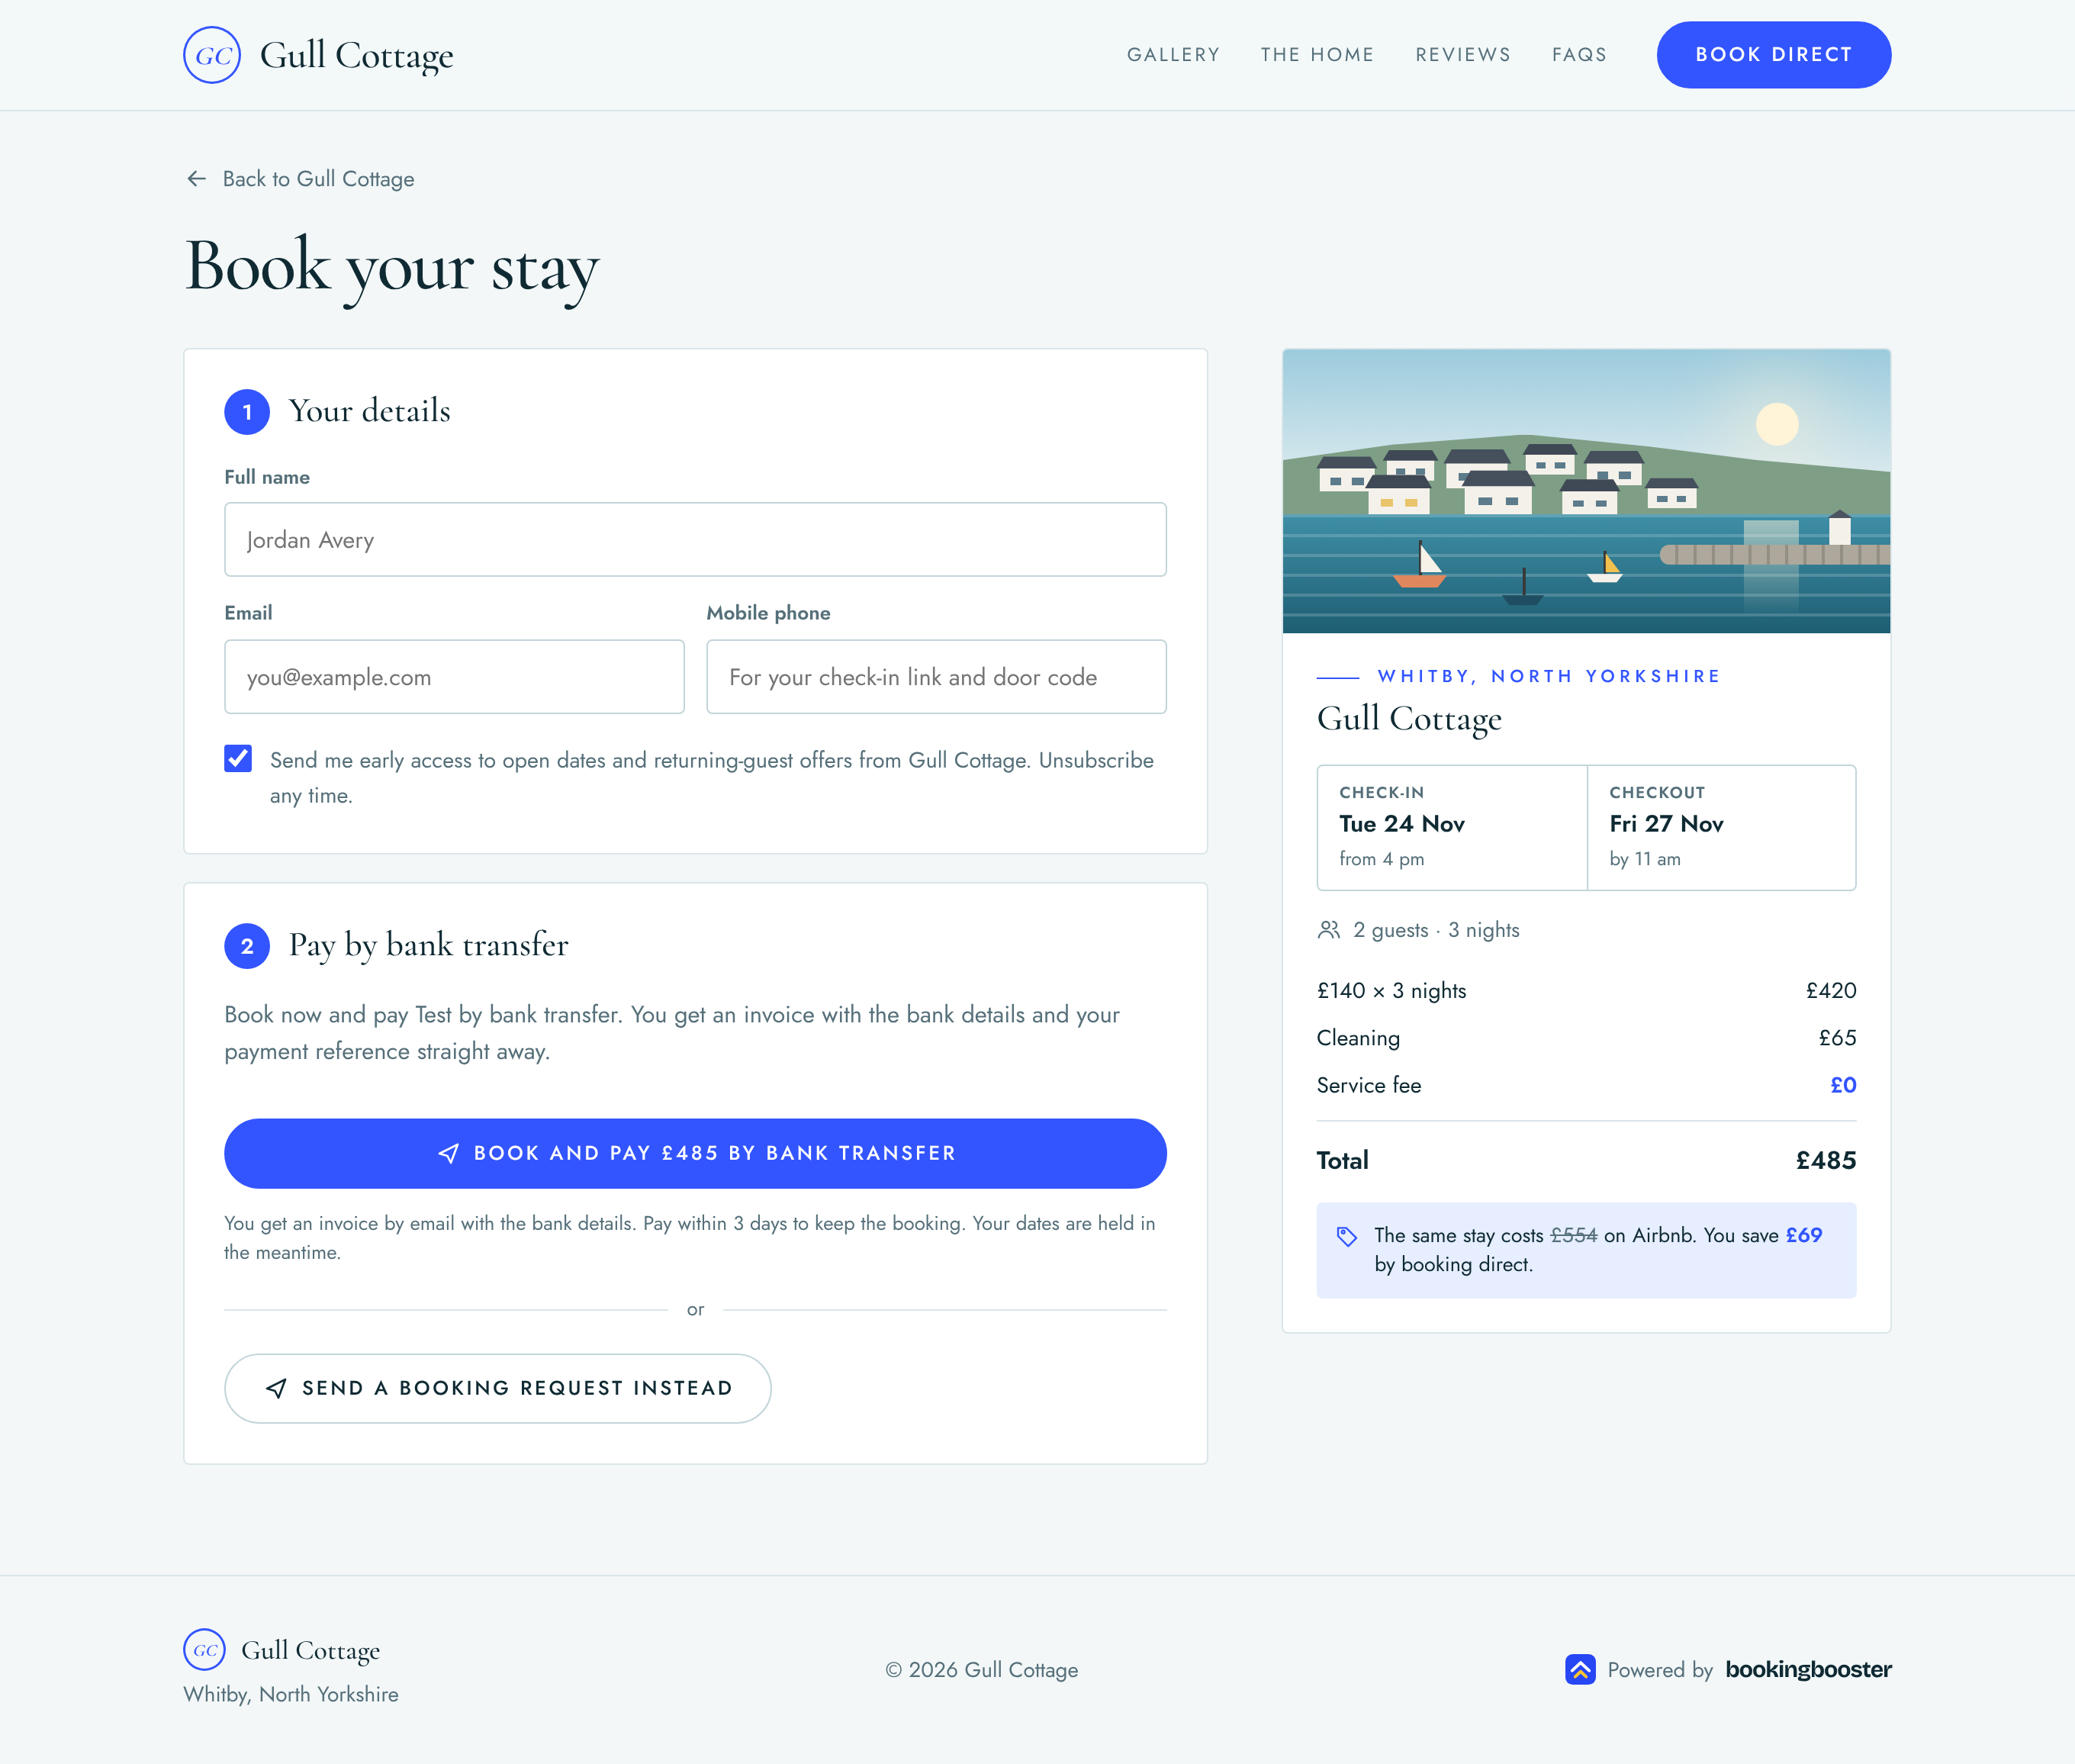 GC Gull Cottage
GALLERY THE HOME REVIEWS FAQS BOOK DIRECT
← Back to Gull Cottage
Book your stay
1 Your details
Full name
Jordan Avery
Email
you@example.com
Mobile phone
For your check-in link and door code
Send me early access to open dates and returning-guest offers from Gull Cottage. Unsubscribe
any time.
2 Pay by bank transfer
Book now and pay Test by bank transfer. You get an invoice with the bank details and your
payment reference straight away.
BOOK AND PAY £485 BY BANK TRANSFER
You get an invoice by email with the bank details. Pay within 3 days to keep the booking. Your dates are held in
the meantime.
or
SEND A BOOKING REQUEST INSTEAD
WHITBY, NORTH YORKSHIRE
Gull Cottage
CHECK-IN
Tue 24 Nov
from 4 pm
CHECKOUT
Fri 27 Nov
by 11 am
2 guests · 3 nights
£140 × 3 nights £420
Cleaning £65
Service fee £0
Total £485
The same stay costs £554 on Airbnb. You save £69
by booking direct.
GC Gull Cottage
Whitby, North Yorkshire
© 2026 Gull Cottage
Powered by bookingbooster